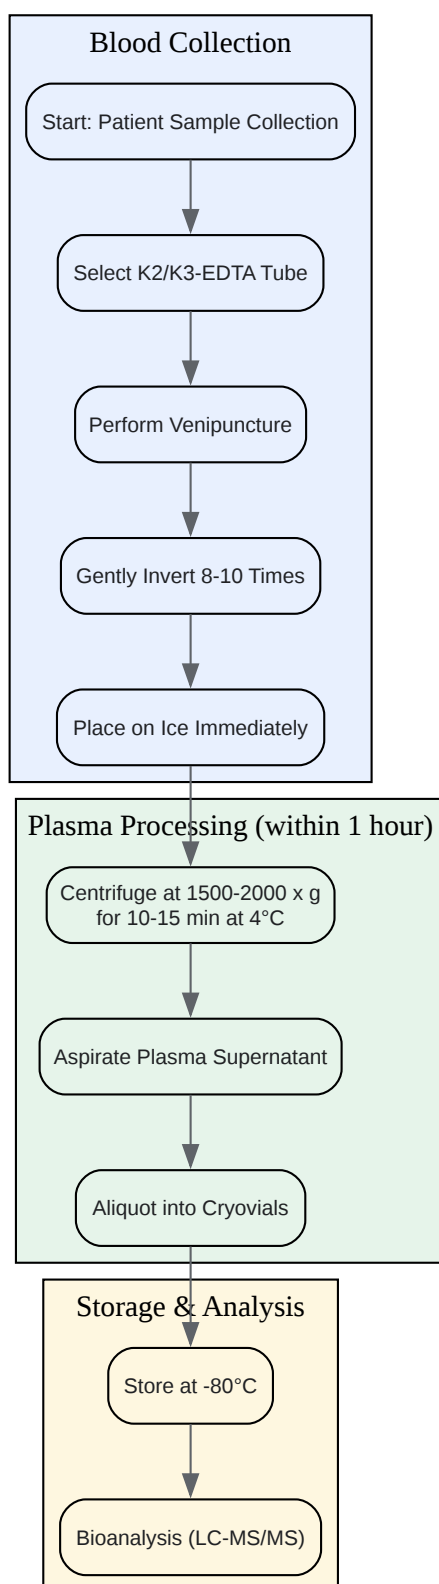 Blood Collection
Start: Patient Sample Collection
Select K2/K3-EDTA Tube
Perform Venipuncture
Gently Invert 8-10 Times
Place on Ice Immediately
Plasma Processing (within 1 hour)
Centrifuge at 1500-2000 x g
for 10-15 min at 4°C
Aspirate Plasma Supernatant
Aliquot into Cryovials
Storage & Analysis
Store at -80°C
Bioanalysis (LC-MS/MS)